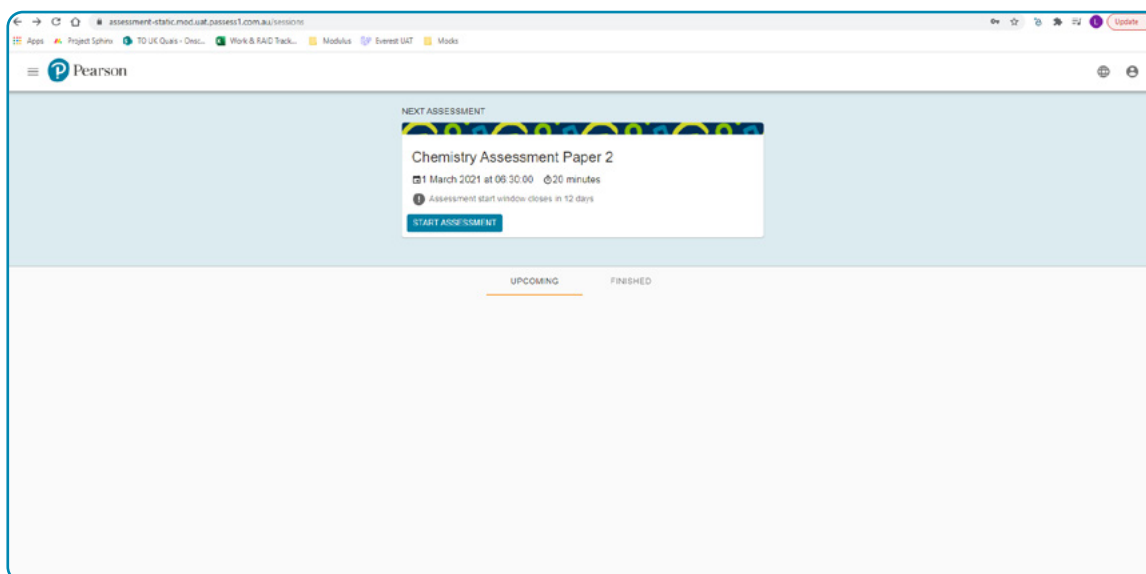 assessment-static.mod.uat.passess1.com.au/sessions
Update
Apps Project Sphinx TO UK Quals - Onsc... Work & RAID Track... Modulus Everest UAT Mocks
Pearson
NEXT ASSESSMENT
Chemistry Assessment Paper 2
1 March 2021 at 06:30:00 20 minutes
Assessment start window closes in 12 days
START ASSESSMENT
UPCOMING FINISHED